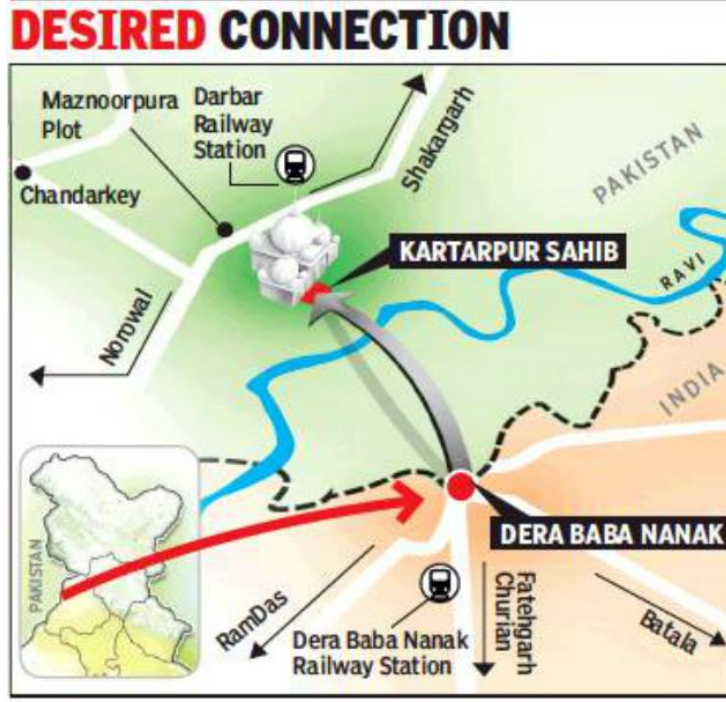 DESIRED CONNECTION
Maznoorpura
Plot
Darbar
Railway
Station
Shakargarh
PAKISTAN
Chandarkey
KARTARPUR SAHIB
RAVI
Norowal
INDIA
PAKISTAN
DERA BABA NANAK
RamDas
Dera Baba Nanak
Railway Station
Fatehgarh
Churian
Batala